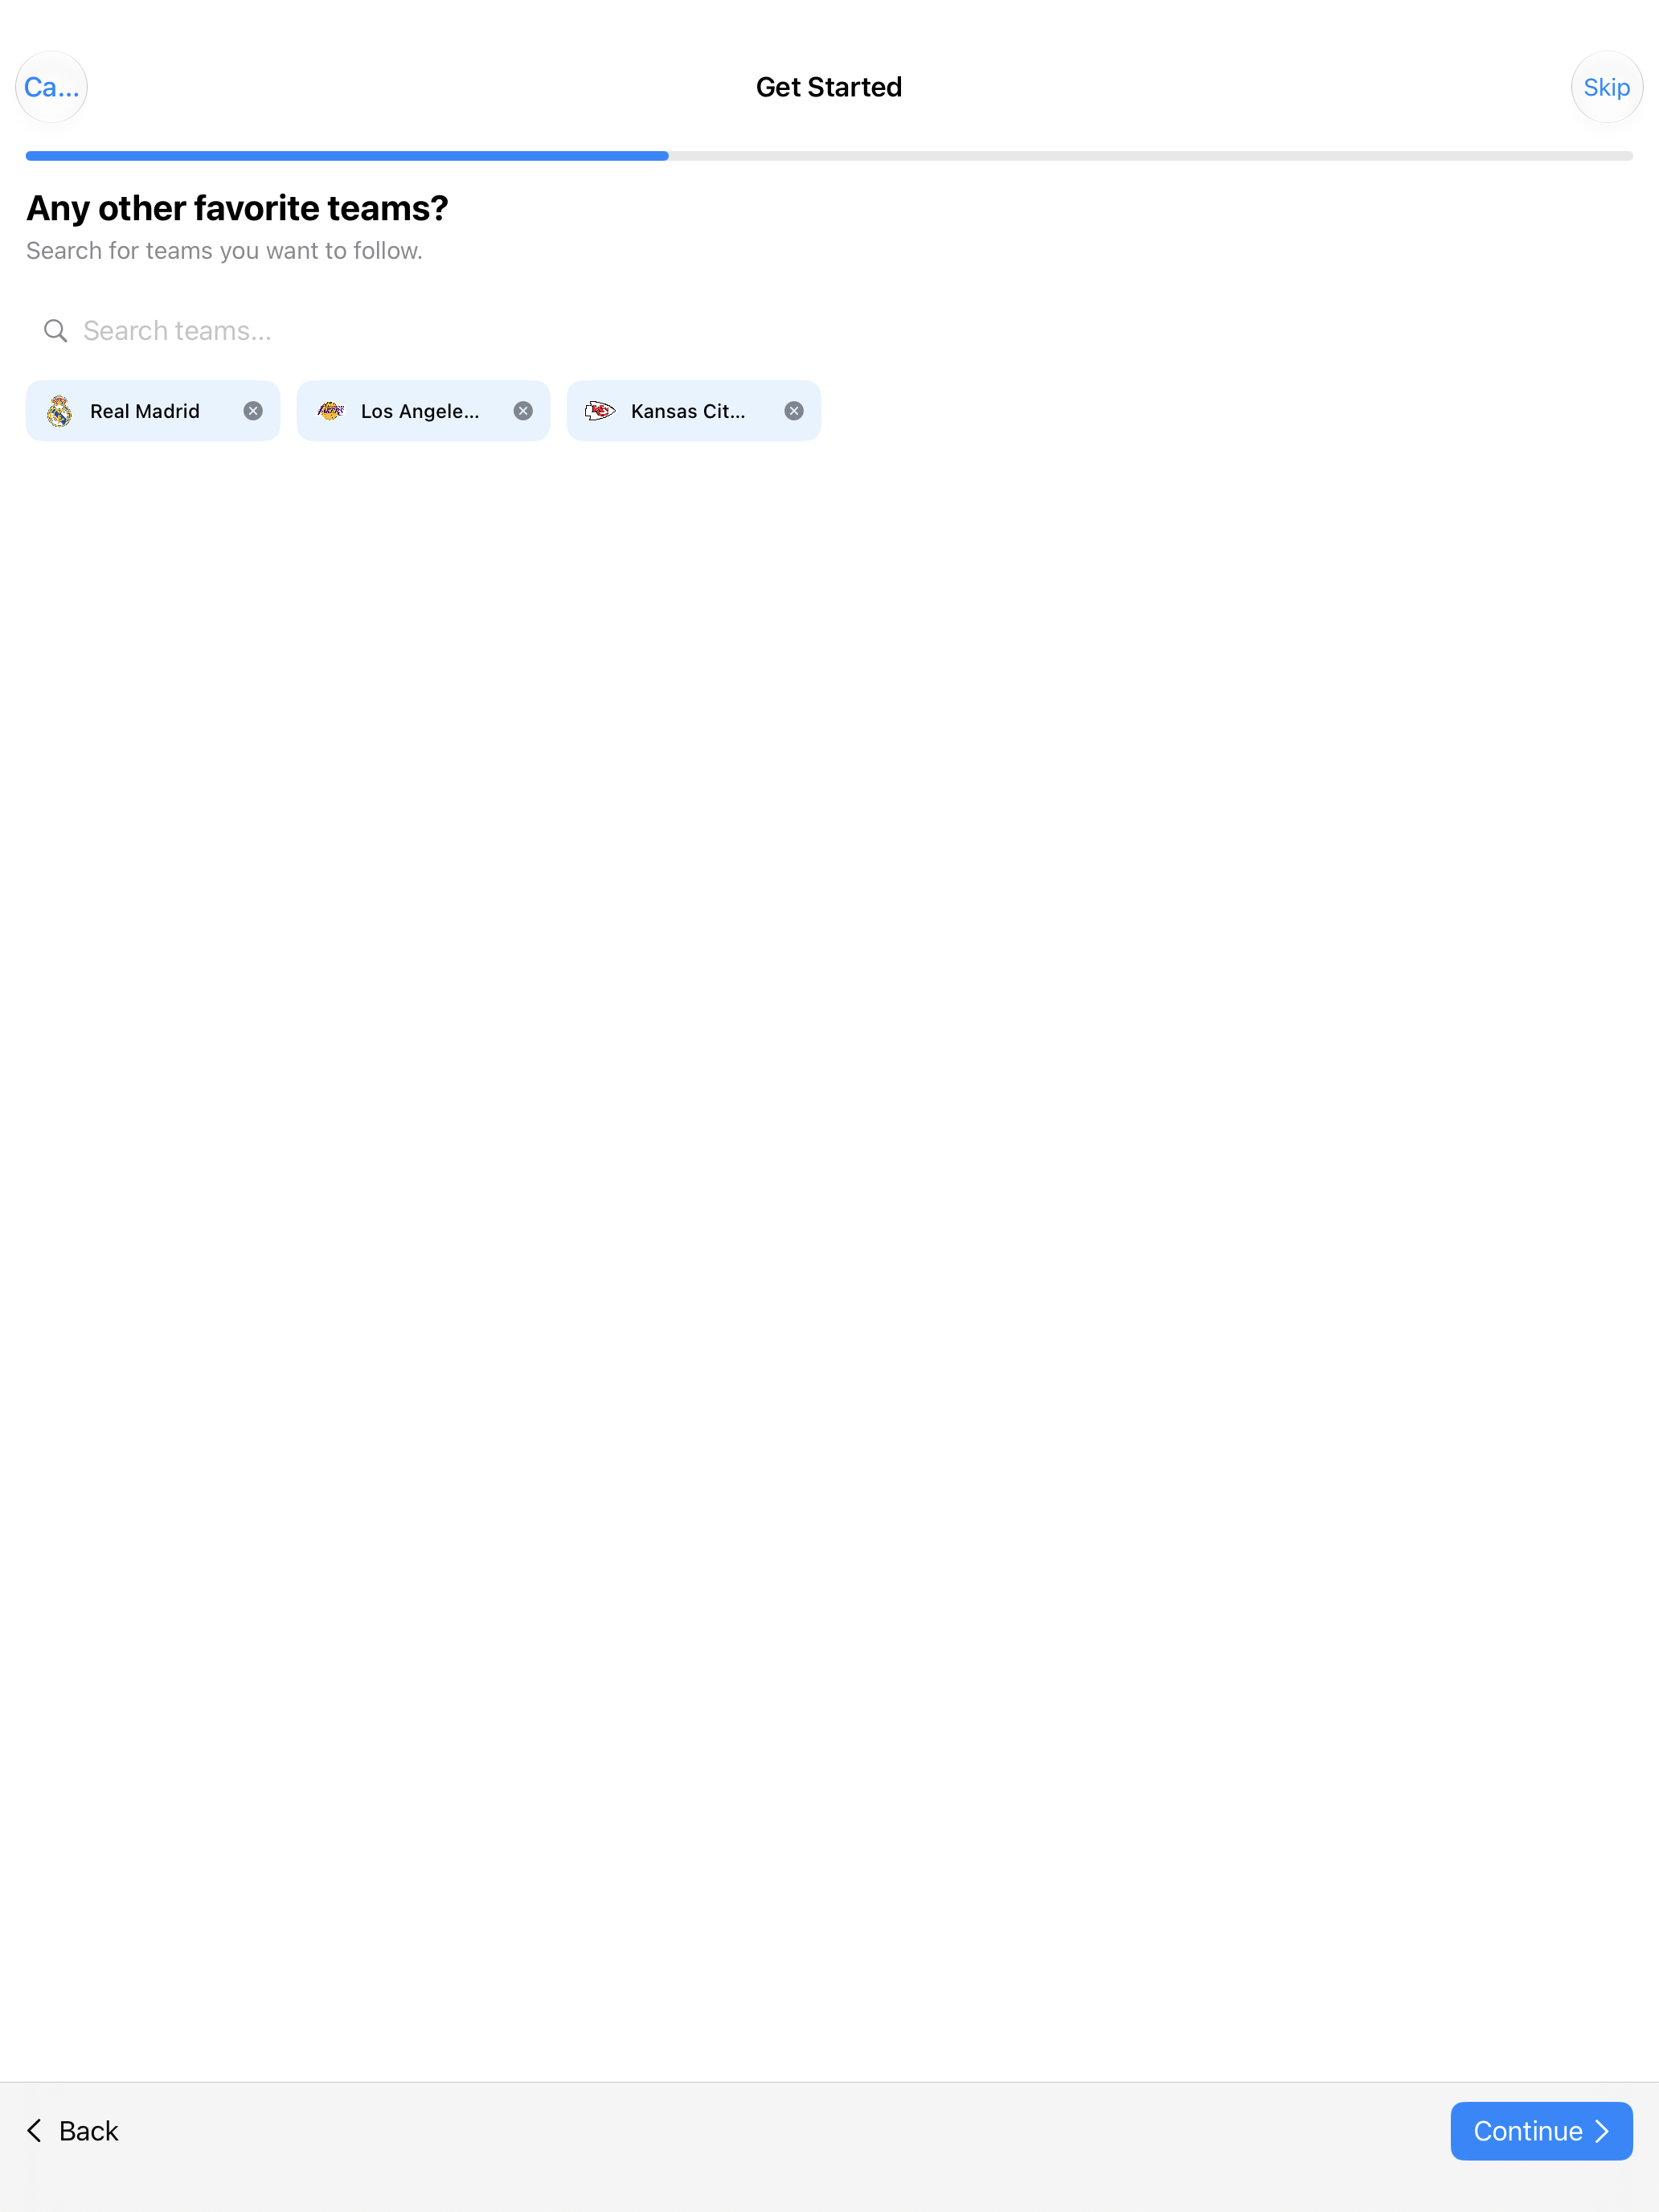 Ca...
Get Started
Skip
Any other favorite teams?
Search for teams you want to follow.
Search teams...
Real Madrid
Los Angele...
Kansas Cit...
Back
Continue